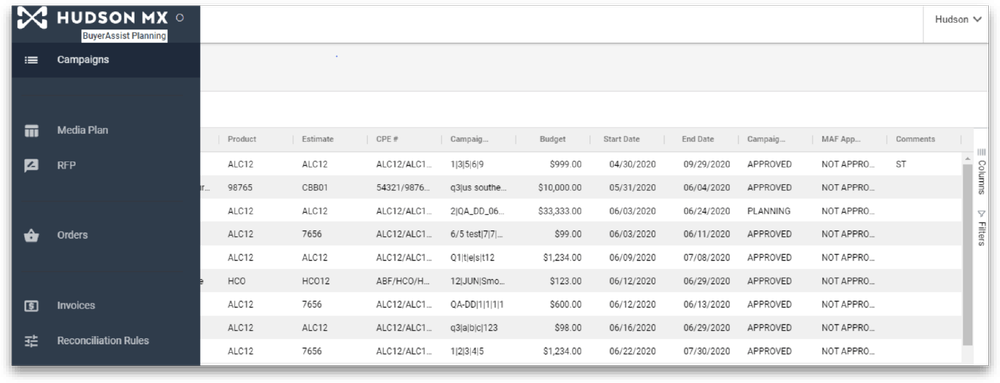 HUDSON MX
Hudson
BuyerAssist Planning
Campaigns
Media Plan
RFP
Orders
Invoices
Reconciliation Rules
Product Estimate CPE # Campaig... Budget Start Date End Date Campaig... MAF App... Comments
ALC12 ALC12 ALC12/ALC1... 1|3|5|6|9 $999.00 04/30/2020 09/29/2020 APPROVED NOT APPRO... ST
ur... 98765 CBB01 54321/9876... q3|us southe... $10,000.00 05/31/2020 06/04/2020 APPROVED NOT APPRO...
ALC12 ALC12 ALC12/ALC1... 2|QA_DD_06... $33,333.00 06/03/2020 06/24/2020 PLANNING NOT APPRO...
ALC12 7656 ALC12/ALC1... 6/5 test|7|7|... $99.00 06/03/2020 06/11/2020 APPROVED NOT APPRO...
ALC12 ALC12 ALC12/ALC1... Q1|t|e|s|t12 $1,234.00 06/09/2020 07/08/2020 APPROVED NOT APPRO...
e HCO HCO12 ABF/HCO/H... 12|JUN|Smo... $123.00 06/12/2020 06/29/2020 APPROVED NOT APPRO...
ALC12 7656 ALC12/ALC1... QA-DD|1|1|1|1 $600.00 06/12/2020 06/13/2020 APPROVED NOT APPRO...
ALC12 ALC12 ALC12/ALC1... q3|a|b|c|123 $98.00 06/16/2020 06/29/2020 APPROVED NOT APPRO...
ALC12 7656 ALC12/ALC1... 1|2|3|4|5 $1,234.00 06/22/2020 07/30/2020 APPROVED NOT APPRO...
Columns
Filters